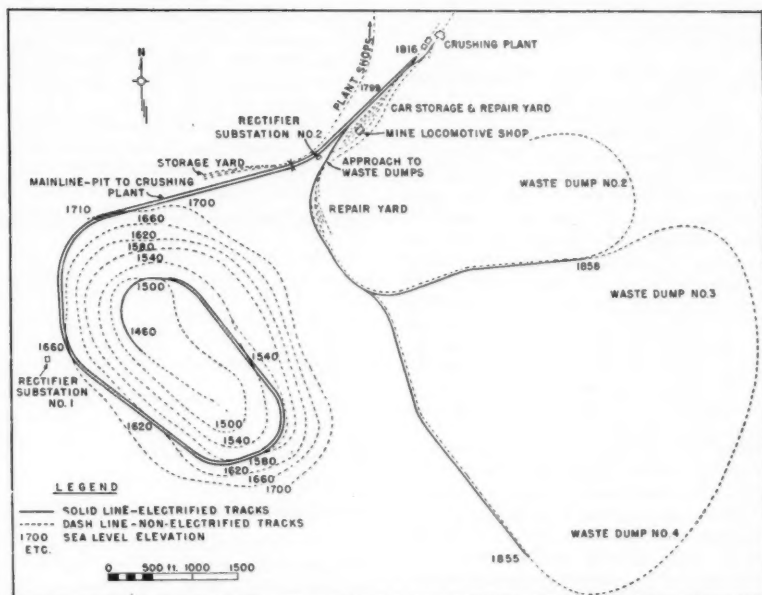 N
PLANT SHOPS
1816
CRUSHING PLANT
1799
CAR STORAGE & REPAIR YARD
RECTIFIER
SUBSTATION NO.2
MINE LOCOMOTIVE SHOP
STORAGE YARD
APPROACH TO
WASTE DUMPS
MAINLINE-PIT TO CRUSHING
PLANT
WASTE DUMP NO.2
1710
1700
REPAIR YARD
1660
1620
1580
1540
1500
1460
1858
WASTE DUMP NO.3
1660
RECTIFIER
SUBSTATION
NO.1
1540
1620
1500
1540
1580
1620
1660
1700
LEGEND
SOLID LINE-ELECTRIFIED TRACKS
DASH LINE-NON-ELECTRIFIED TRACKS
1700 SEA LEVEL ELEVATION
ETC.
WASTE DUMP NO.4
1855
0 500 ft. 1000 1500